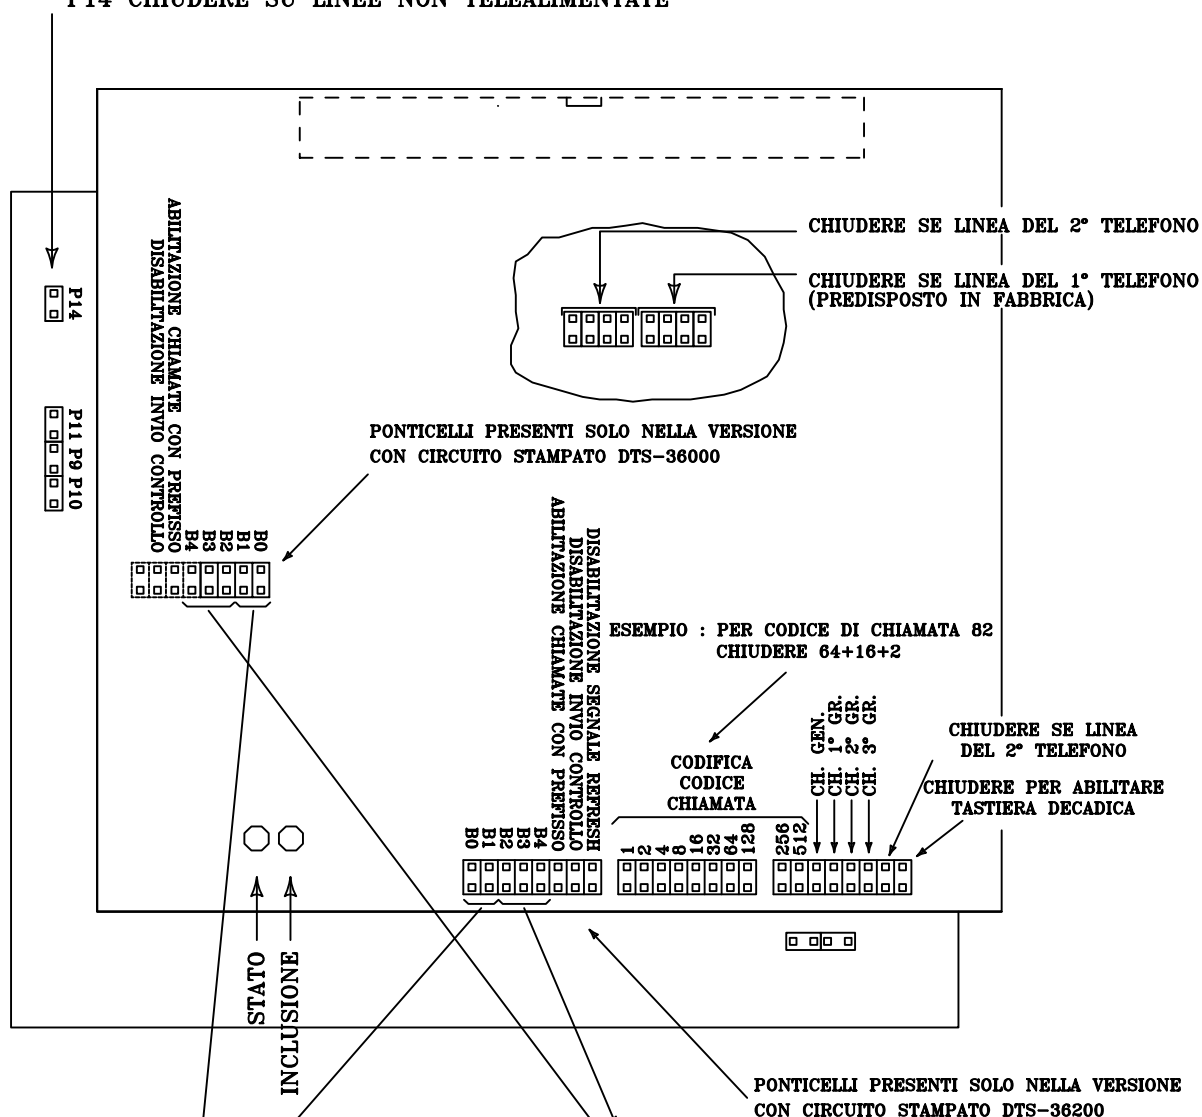 P14 CHIUDERE SU LINEE NON TELEALIMENTATE
CHIUDERE SE LINEA DEL 2° TELEFONO
CHIUDERE SE LINEA DEL 1° TELEFONO
(PREDISPOSTO IN FABBRICA)
P14
P11
P9
P10
ABILITAZIONE CHIAMATE CON PREFISSO
DISABILITAZIONE INVIO CONTROLLO
B4
B3
B2
B1
B0
PONTICELLI PRESENTI SOLO NELLA VERSIONE
CON CIRCUITO STAMPATO DTS-36000
DISABILITAZIONE SEGNALE REFRESH
DISABILITAZIONE INVIO CONTROLLO
ABILITAZIONE CHIAMATE CON PREFISSO
ESEMPIO : PER CODICE DI CHIAMATA 82
CHIUDERE 64+16+2
CODIFICA
CODICE
CHIAMATA
CH. GEN.
CH. 1° GR.
CH. 2° GR.
CH. 3° GR.
CHIUDERE SE LINEA
DEL 2° TELEFONO
CHIUDERE PER ABILITARE
TASTIERA DECADICA
B0
B1
B2
B3
B4
1
2
4
8
16
32
64
128
256
512
STATO
INCLUSIONE
PONTICELLI PRESENTI SOLO NELLA VERSIONE
CON CIRCUITO STAMPATO DTS-36200